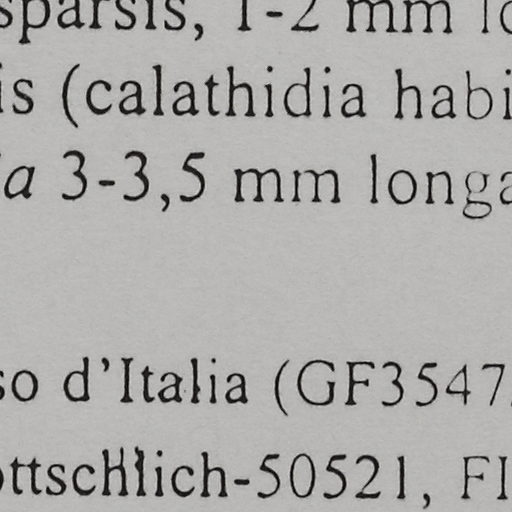 sparsis, 1-2 mm lo
is (calathidia habi
a 3-3,5 mm longa
so d'Italia (GF3547
ottschlich-50521, FI